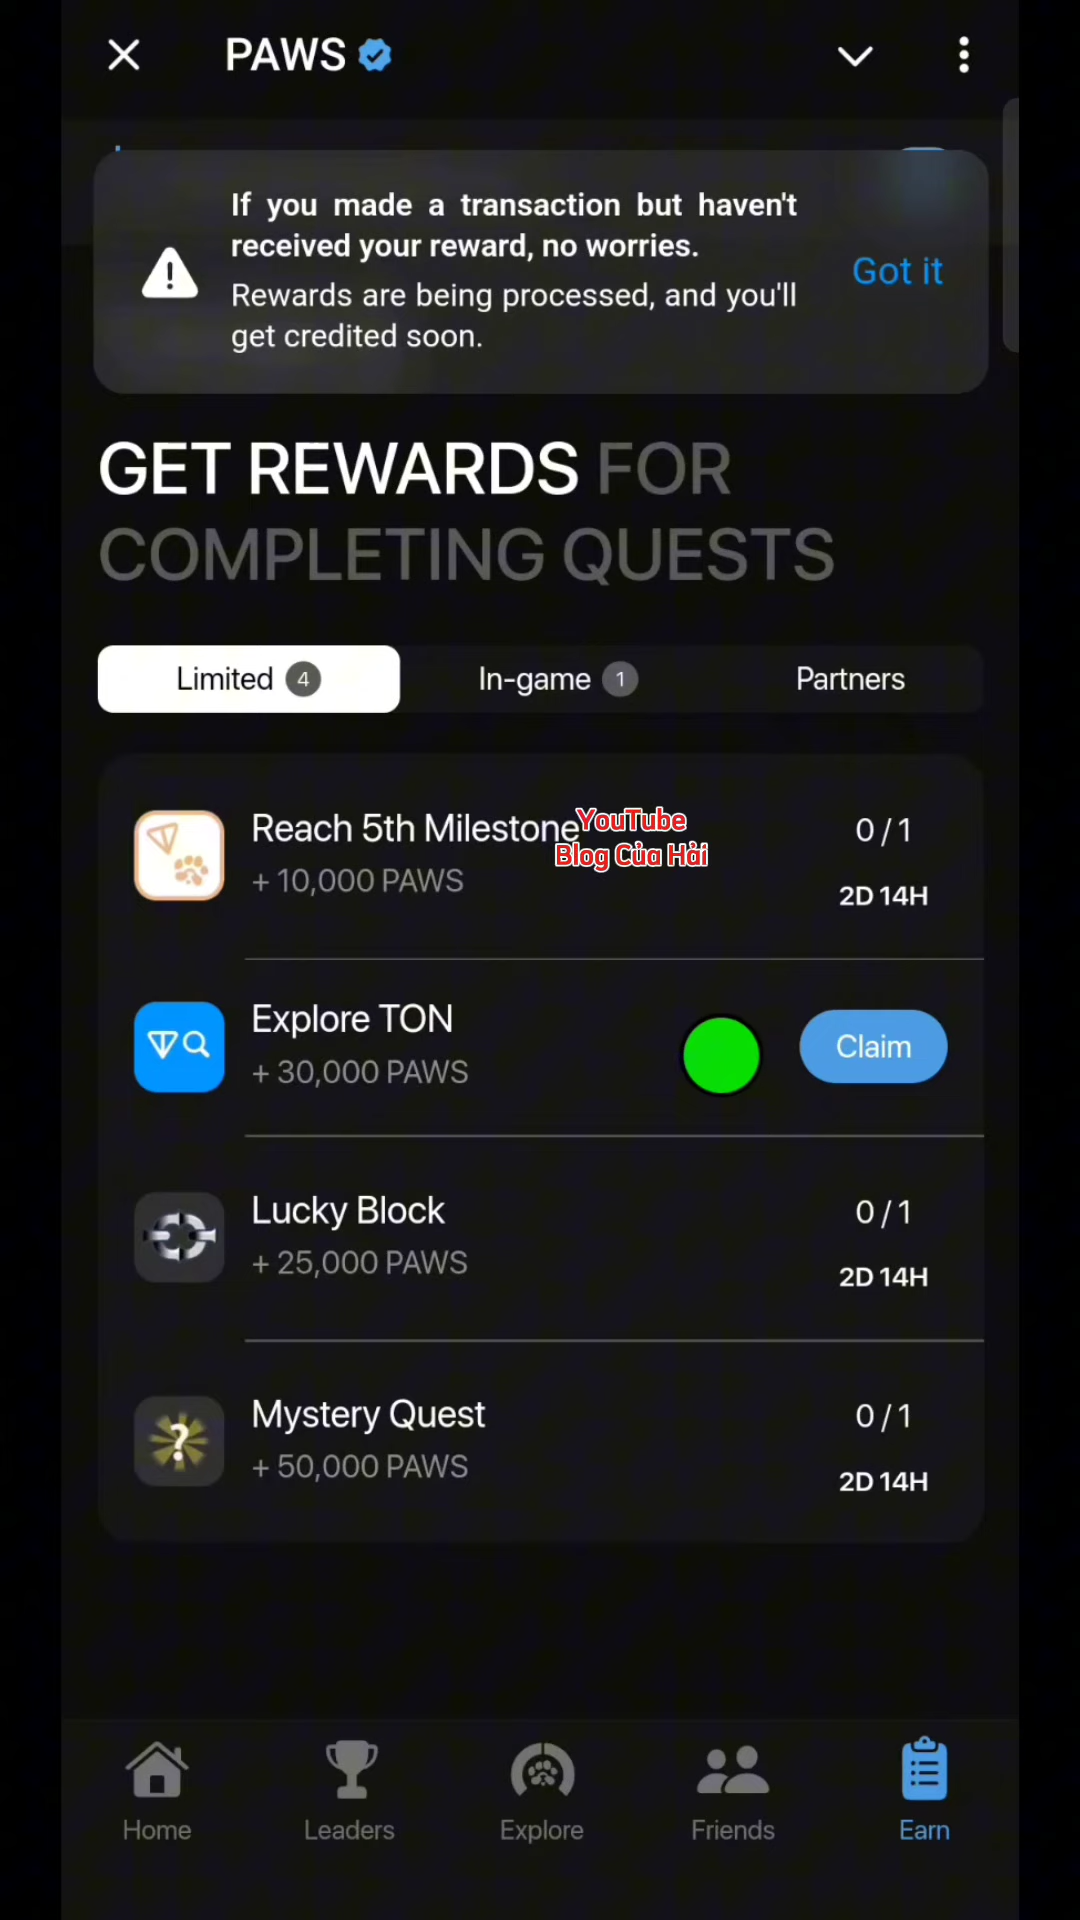 PAWS
If you made a transaction but haven't
received your reward, no worries.
Rewards are being processed, and you'll
get credited soon.
Got it
GET REWARDS FOR
COMPLETING QUESTS
Limited 4
In-game 1
Partners
Reach 5th Milestone
+ 10,000 PAWS
0 / 1
2D 14H
YouTube
Blog Của Hải
Explore TON
+ 30,000 PAWS
Claim
Lucky Block
+ 25,000 PAWS
0 / 1
2D 14H
Mystery Quest
+ 50,000 PAWS
0 / 1
2D 14H
Home
Leaders
Explore
Friends
Earn